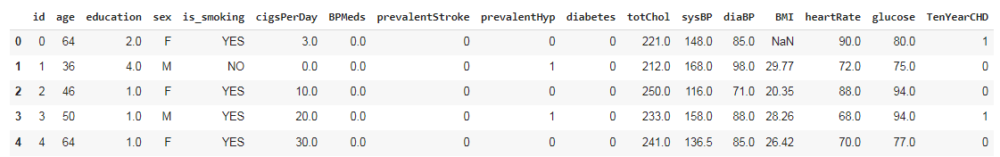 id age education sex is_smoking cigsPerDay BPMeds prevalentStroke prevalentHyp diabetes totChol sysBP diaBP BMI heartRate glucose TenYearCHD
0 0 64 2.0 F YES 3.0 0.0 0 0 0 221.0 148.0 85.0 NaN 90.0 80.0 1
1 1 36 4.0 M NO 0.0 0.0 0 1 0 212.0 168.0 98.0 29.77 72.0 75.0 0
2 2 46 1.0 F YES 10.0 0.0 0 0 0 250.0 116.0 71.0 20.35 88.0 94.0 0
3 3 50 1.0 M YES 20.0 0.0 0 1 0 233.0 158.0 88.0 28.26 68.0 94.0 1
4 4 64 1.0 F YES 30.0 0.0 0 0 0 241.0 136.5 85.0 26.42 70.0 77.0 0